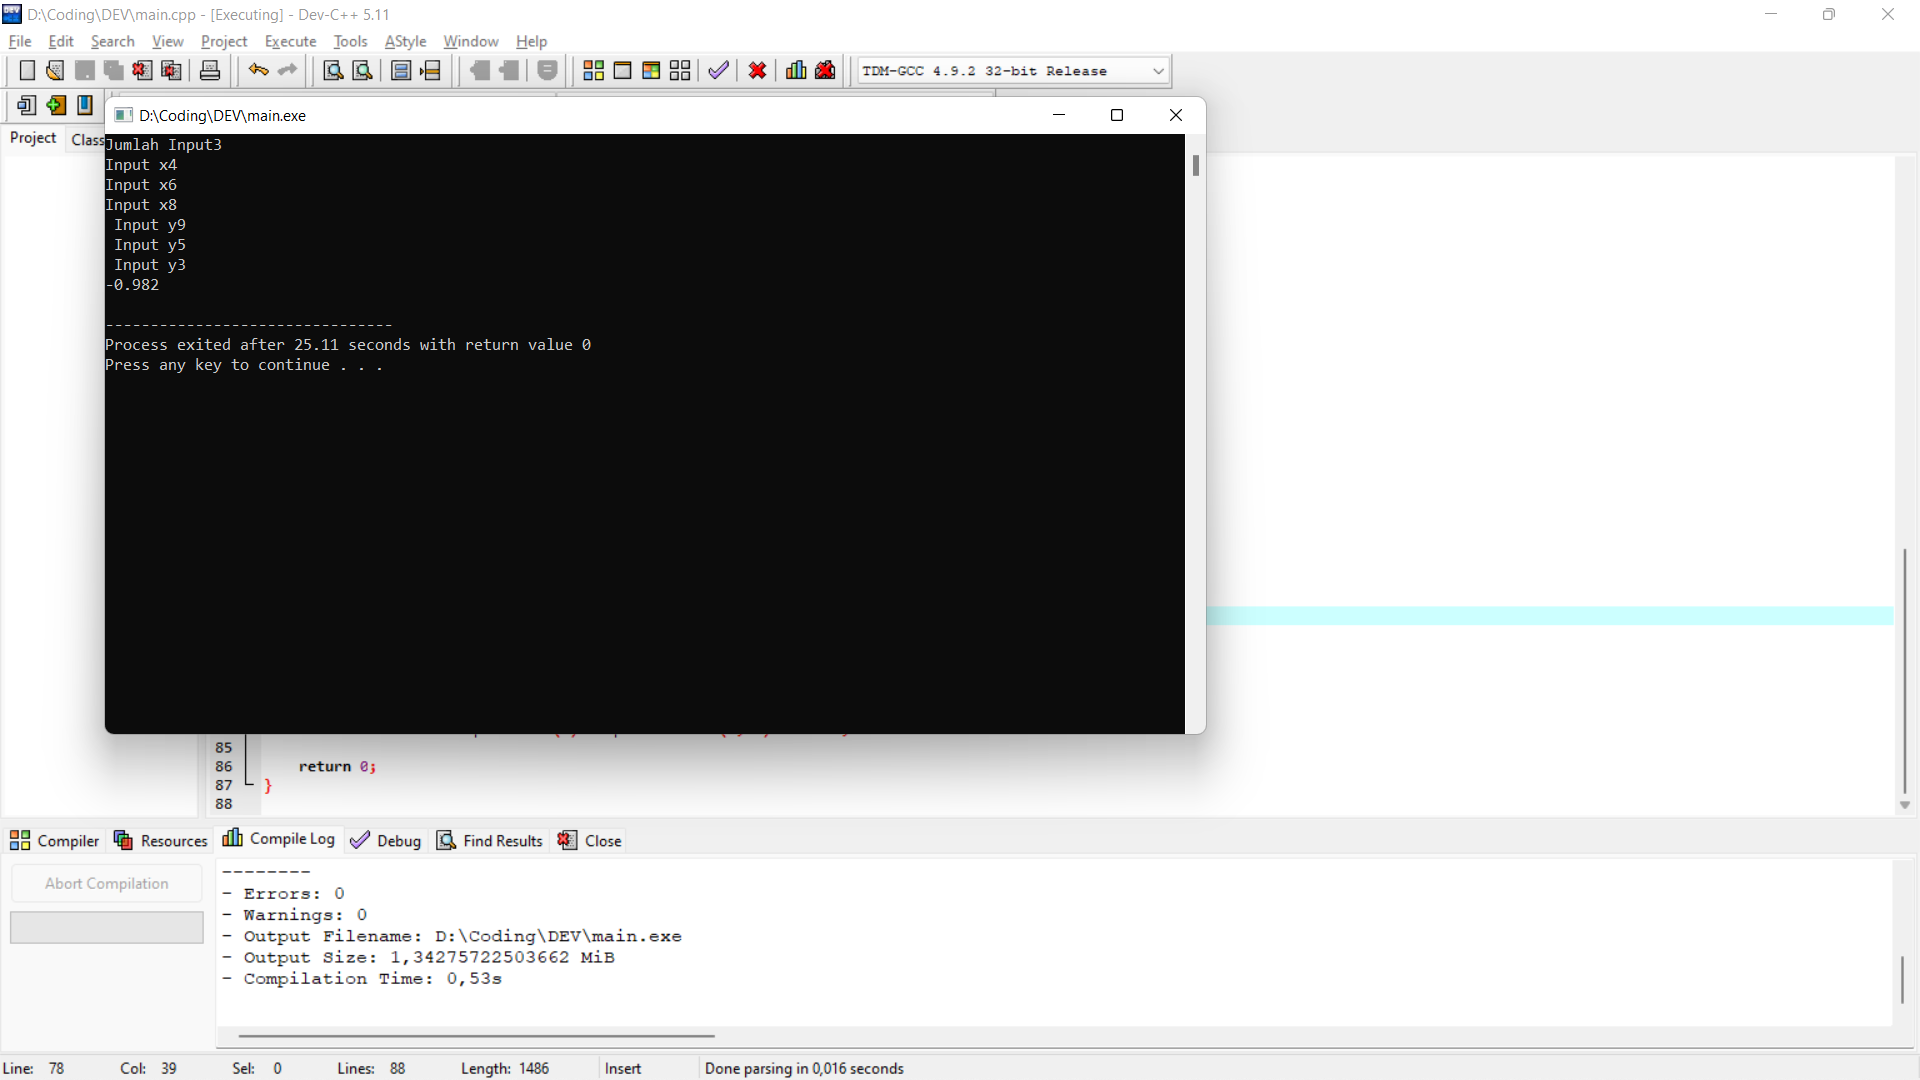 D:\Coding\DEV\main.cpp - [Executing] - Dev-C++ 5.11
File Edit Search View Project Execute Tools AStyle Window Help
TDM-GCC 4.9.2 32-bit Release
D:\Coding\DEV\main.exe
Project Class
Jumlah Input3
Input x4
Input x6
Input x8
Input y9
Input y5
Input y3
-0.982
--------------------------------
Process exited after 25.11 seconds with return value 0
Press any key to continue . . .
85
86 return 0;
87 }
88
Compiler Resources Compile Log Debug Find Results Close
Abort Compilation
--------
- Errors: 0
- Warnings: 0
- Output Filename: D:\Coding\DEV\main.exe
- Output Size: 1,34275722503662 MiB
- Compilation Time: 0,53s
Line: 78 Col: 39 Sel: 0 Lines: 88 Length: 1486 Insert Done parsing in 0,016 seconds